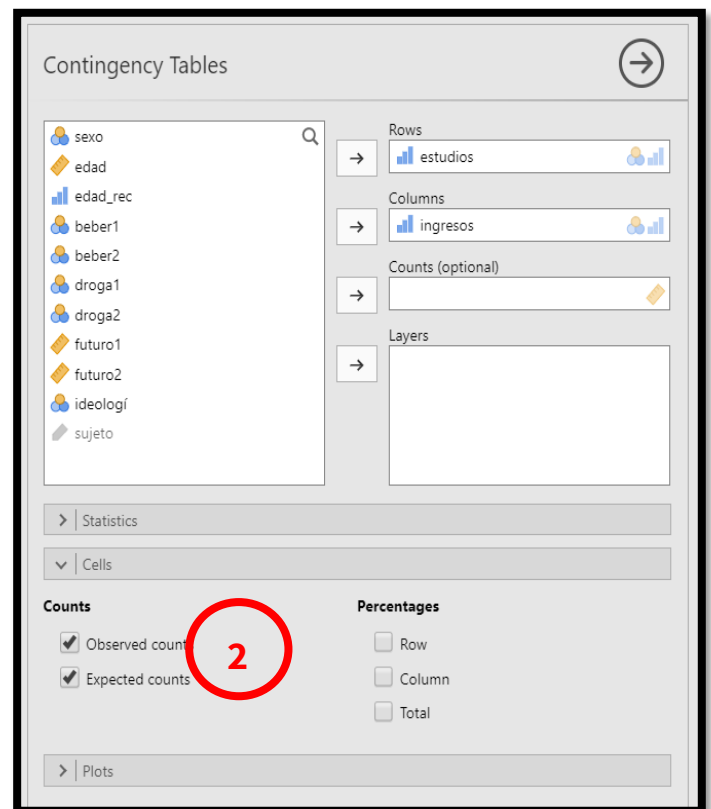 Contingency Tables
sexo
edad
edad_rec
beber1
beber2
droga1
droga2
futuro1
futuro2
ideologí
sujeto
Rows
estudios
Columns
ingresos
Counts (optional)
Layers
Statistics
Cells
Counts
Observed count
Expected counts
2
Percentages
Row
Column
Total
Plots